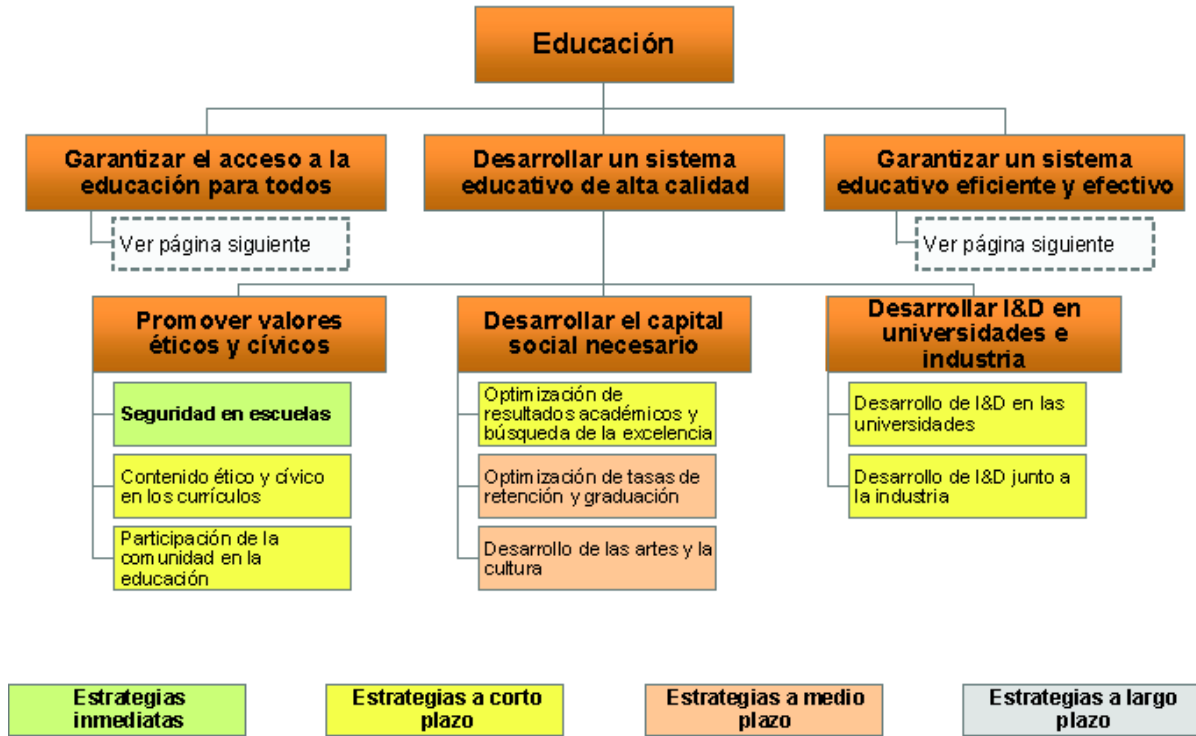 Educación
Garantizar el acceso a la
educación para todos
Desarrollar un sistema
educativo de alta calidad
Garantizar un sistema
educativo eficiente y efectivo
Ver página siguiente
Ver página siguiente
Promover valores
éticos y cívicos
Desarrollar el capital
social necesario
Desarrollar I&D en
universidades e
industria
Seguridad en escuelas
Contenido ético y cívico
en los currículos
Participación de la
comunidad en la
educación
Optimización de
resultados académicos y
búsqueda de la excelencia
Optimización de tasas de
retención y graduación
Desarrollo de las artes y la
cultura
Desarrollo de I&D en las
universidades
Desarrollo de I&D junto a
la industria
Estrategias
inmediatas
Estrategias a corto
plazo
Estrategias a medio
plazo
Estrategias a largo
plazo